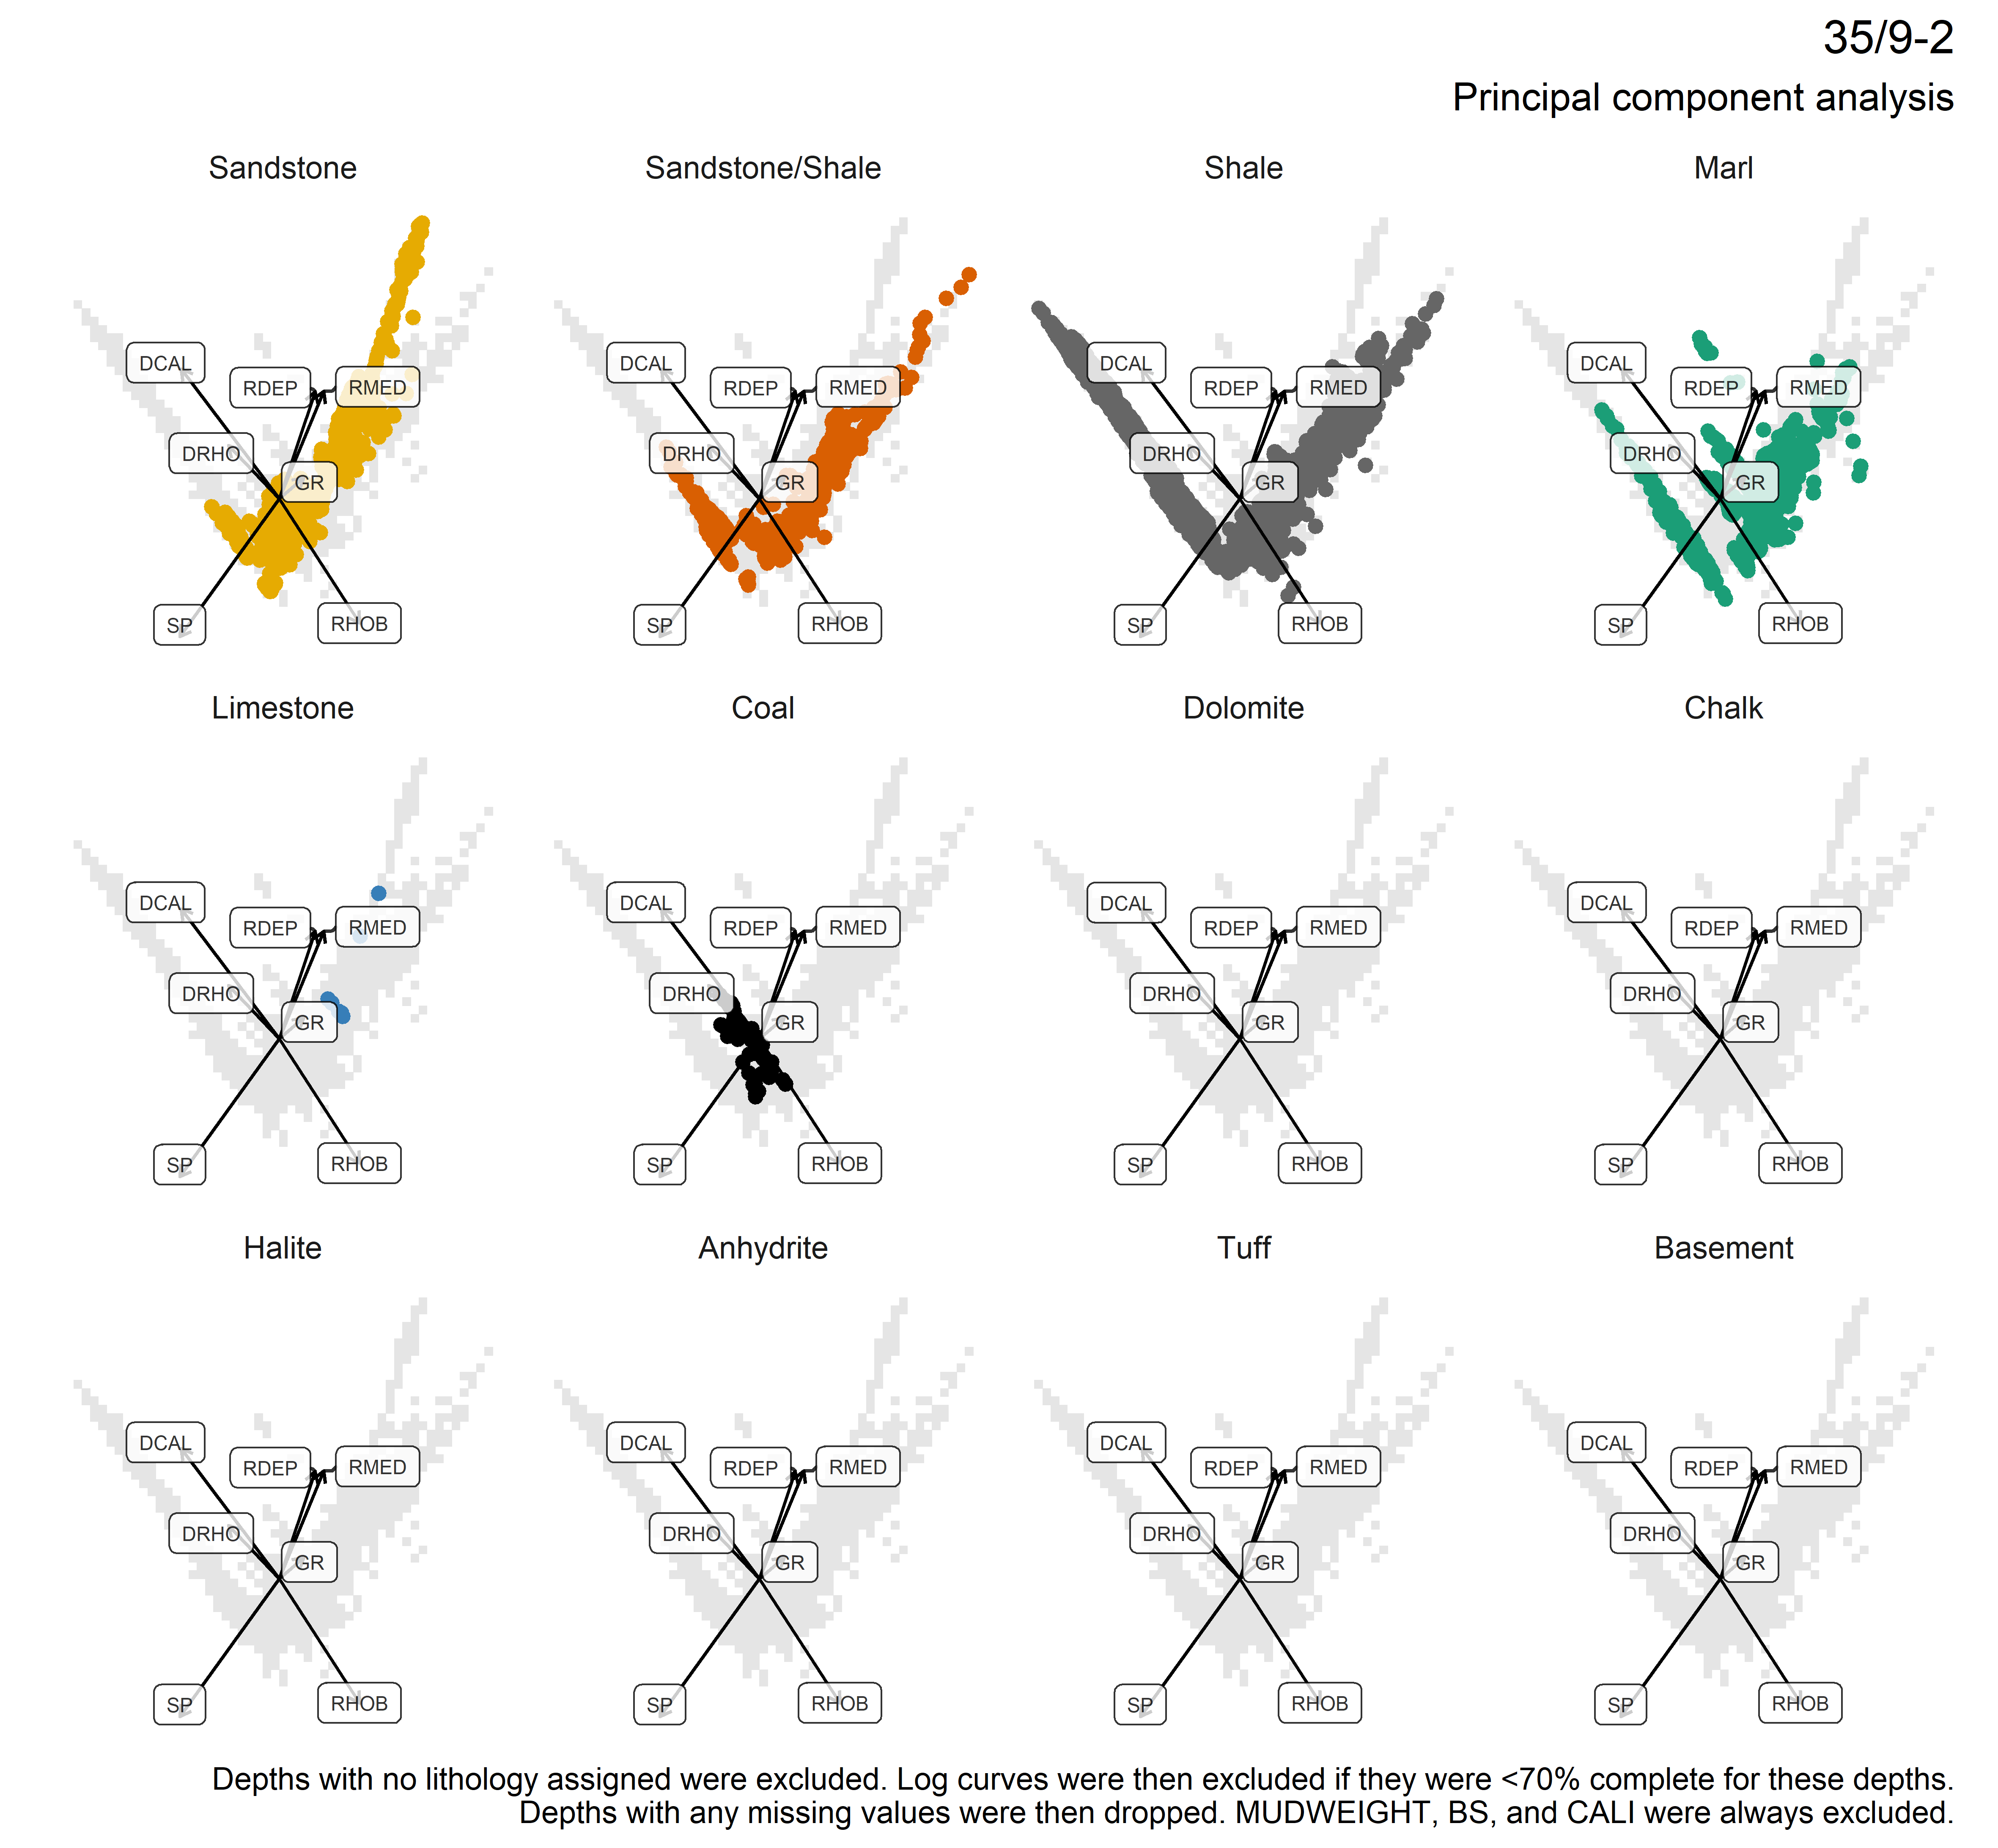 35/9-2
Principal component analysis
Sandstone
Sandstone/Shale
Shale
Marl
DCAL
RDEP
RMED
DRHO
GR
SP
RHOB
DCAL
RDEP
RMED
DRHO
GR
SP
RHOB
DCAL
RDEP
RMED
DRHO
GR
SP
RHOB
DCAL
RDEP
RMED
DRHO
GR
SP
RHOB
Limestone
Coal
Dolomite
Chalk
DCAL
RDEP
RMED
DRHO
GR
SP
RHOB
DCAL
RDEP
RMED
DRHO
GR
SP
RHOB
DCAL
RDEP
RMED
DRHO
GR
SP
RHOB
DCAL
RDEP
RMED
DRHO
GR
SP
RHOB
Halite
Anhydrite
Tuff
Basement
DCAL
RDEP
RMED
DRHO
GR
SP
RHOB
DCAL
RDEP
RMED
DRHO
GR
SP
RHOB
DCAL
RDEP
RMED
DRHO
GR
SP
RHOB
DCAL
RDEP
RMED
DRHO
GR
SP
RHOB
Depths with no lithology assigned were excluded. Log curves were then excluded if they were <70% complete for these depths.
Depths with any missing values were then dropped. MUDWEIGHT, BS, and CALI were always excluded.